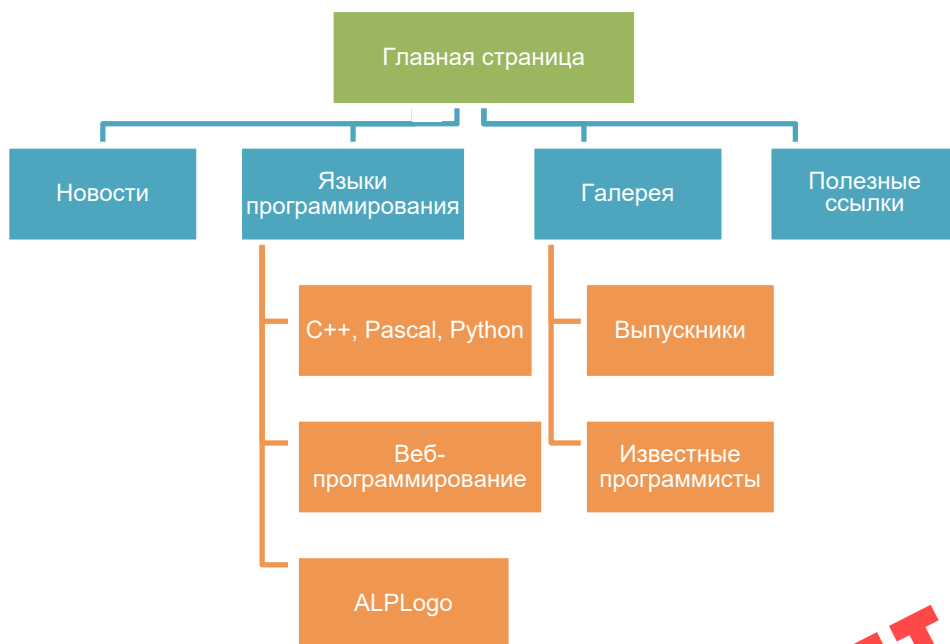 Главная страница
Новости
Языки
программирования
Галерея
Полезные
ссылки
C++, Pascal, Python
Выпускники
Веб-
программирование
Известные
программисты
ALPLogo